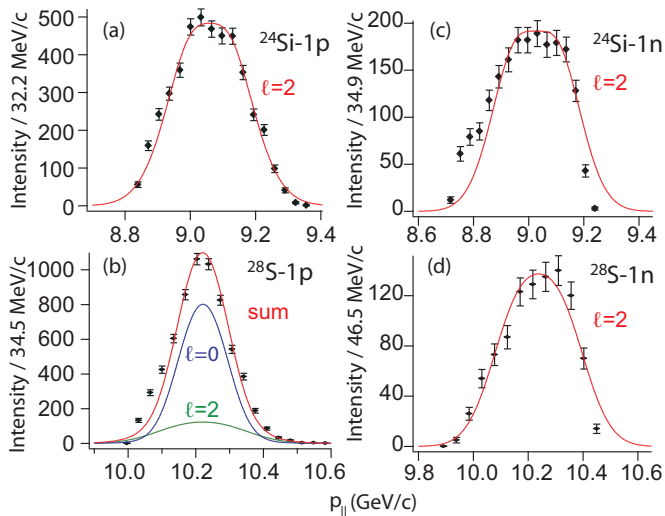 (a)
²⁴Si-1p
ℓ=2
Intensity / 32.2 MeV/c
500
400
300
200
100
0
8.8
9.0
9.2
9.4
(c)
²⁴Si-1n
ℓ=2
Intensity / 34.9 MeV/c
200
150
100
50
0
8.6
8.8
9.0
9.2
9.4
(b)
²⁸S-1p
sum
ℓ=0
ℓ=2
Intensity / 34.5 MeV/c
1000
800
600
400
200
0
10.0
10.2
10.4
10.6
(d)
²⁸S-1n
ℓ=2
Intensity / 46.5 MeV/c
120
80
40
0
9.8
10.0
10.2
10.4
10.6
p|| (GeV/c)